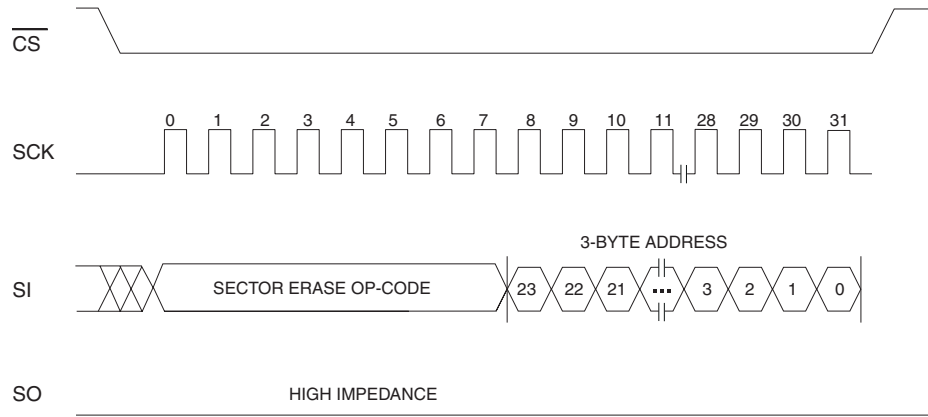 CS
0 1 2 3 4 5 6 7 8 9 10 11 28 29 30 31
SCK
3-BYTE ADDRESS
SI SECTOR ERASE OP-CODE 23 22 21 ... 3 2 1 0
SO HIGH IMPEDANCE